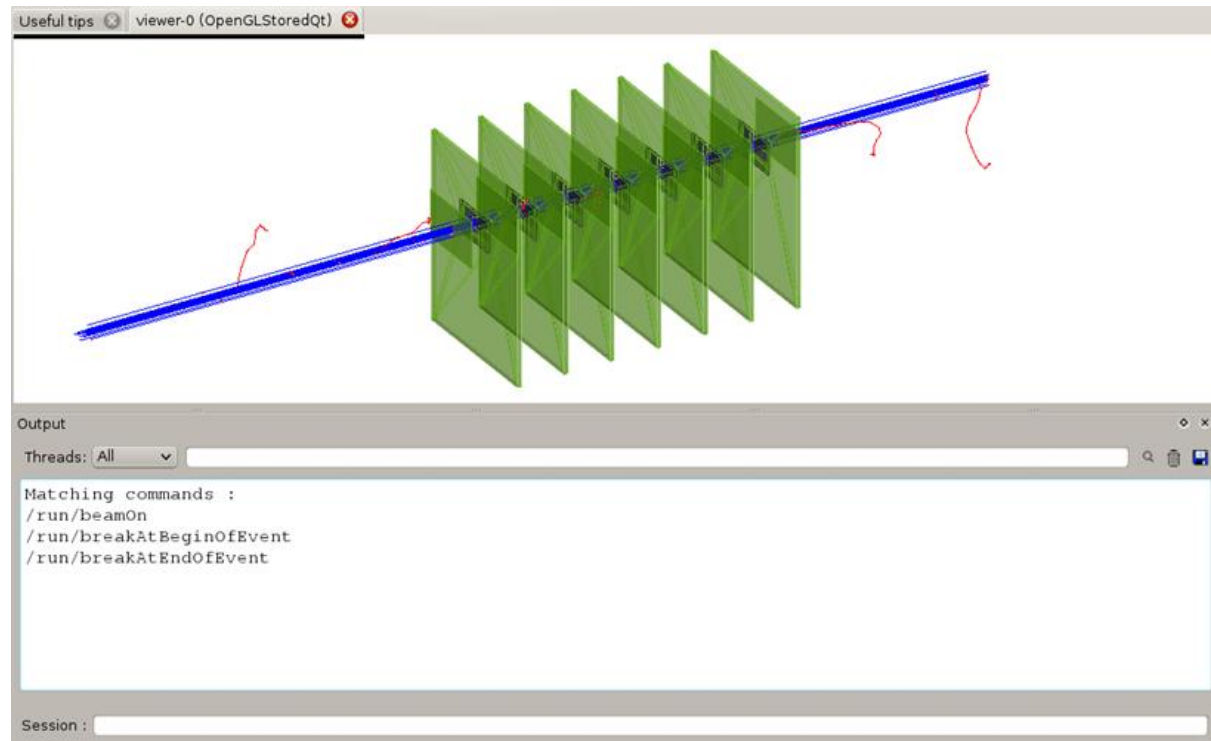 Useful tips
viewer-0 (OpenGLStoredQt)
Output
Threads: All
Matching commands :
/run/beamOn
/run/breakAtBeginOfEvent
/run/breakAtEndOfEvent
Session :